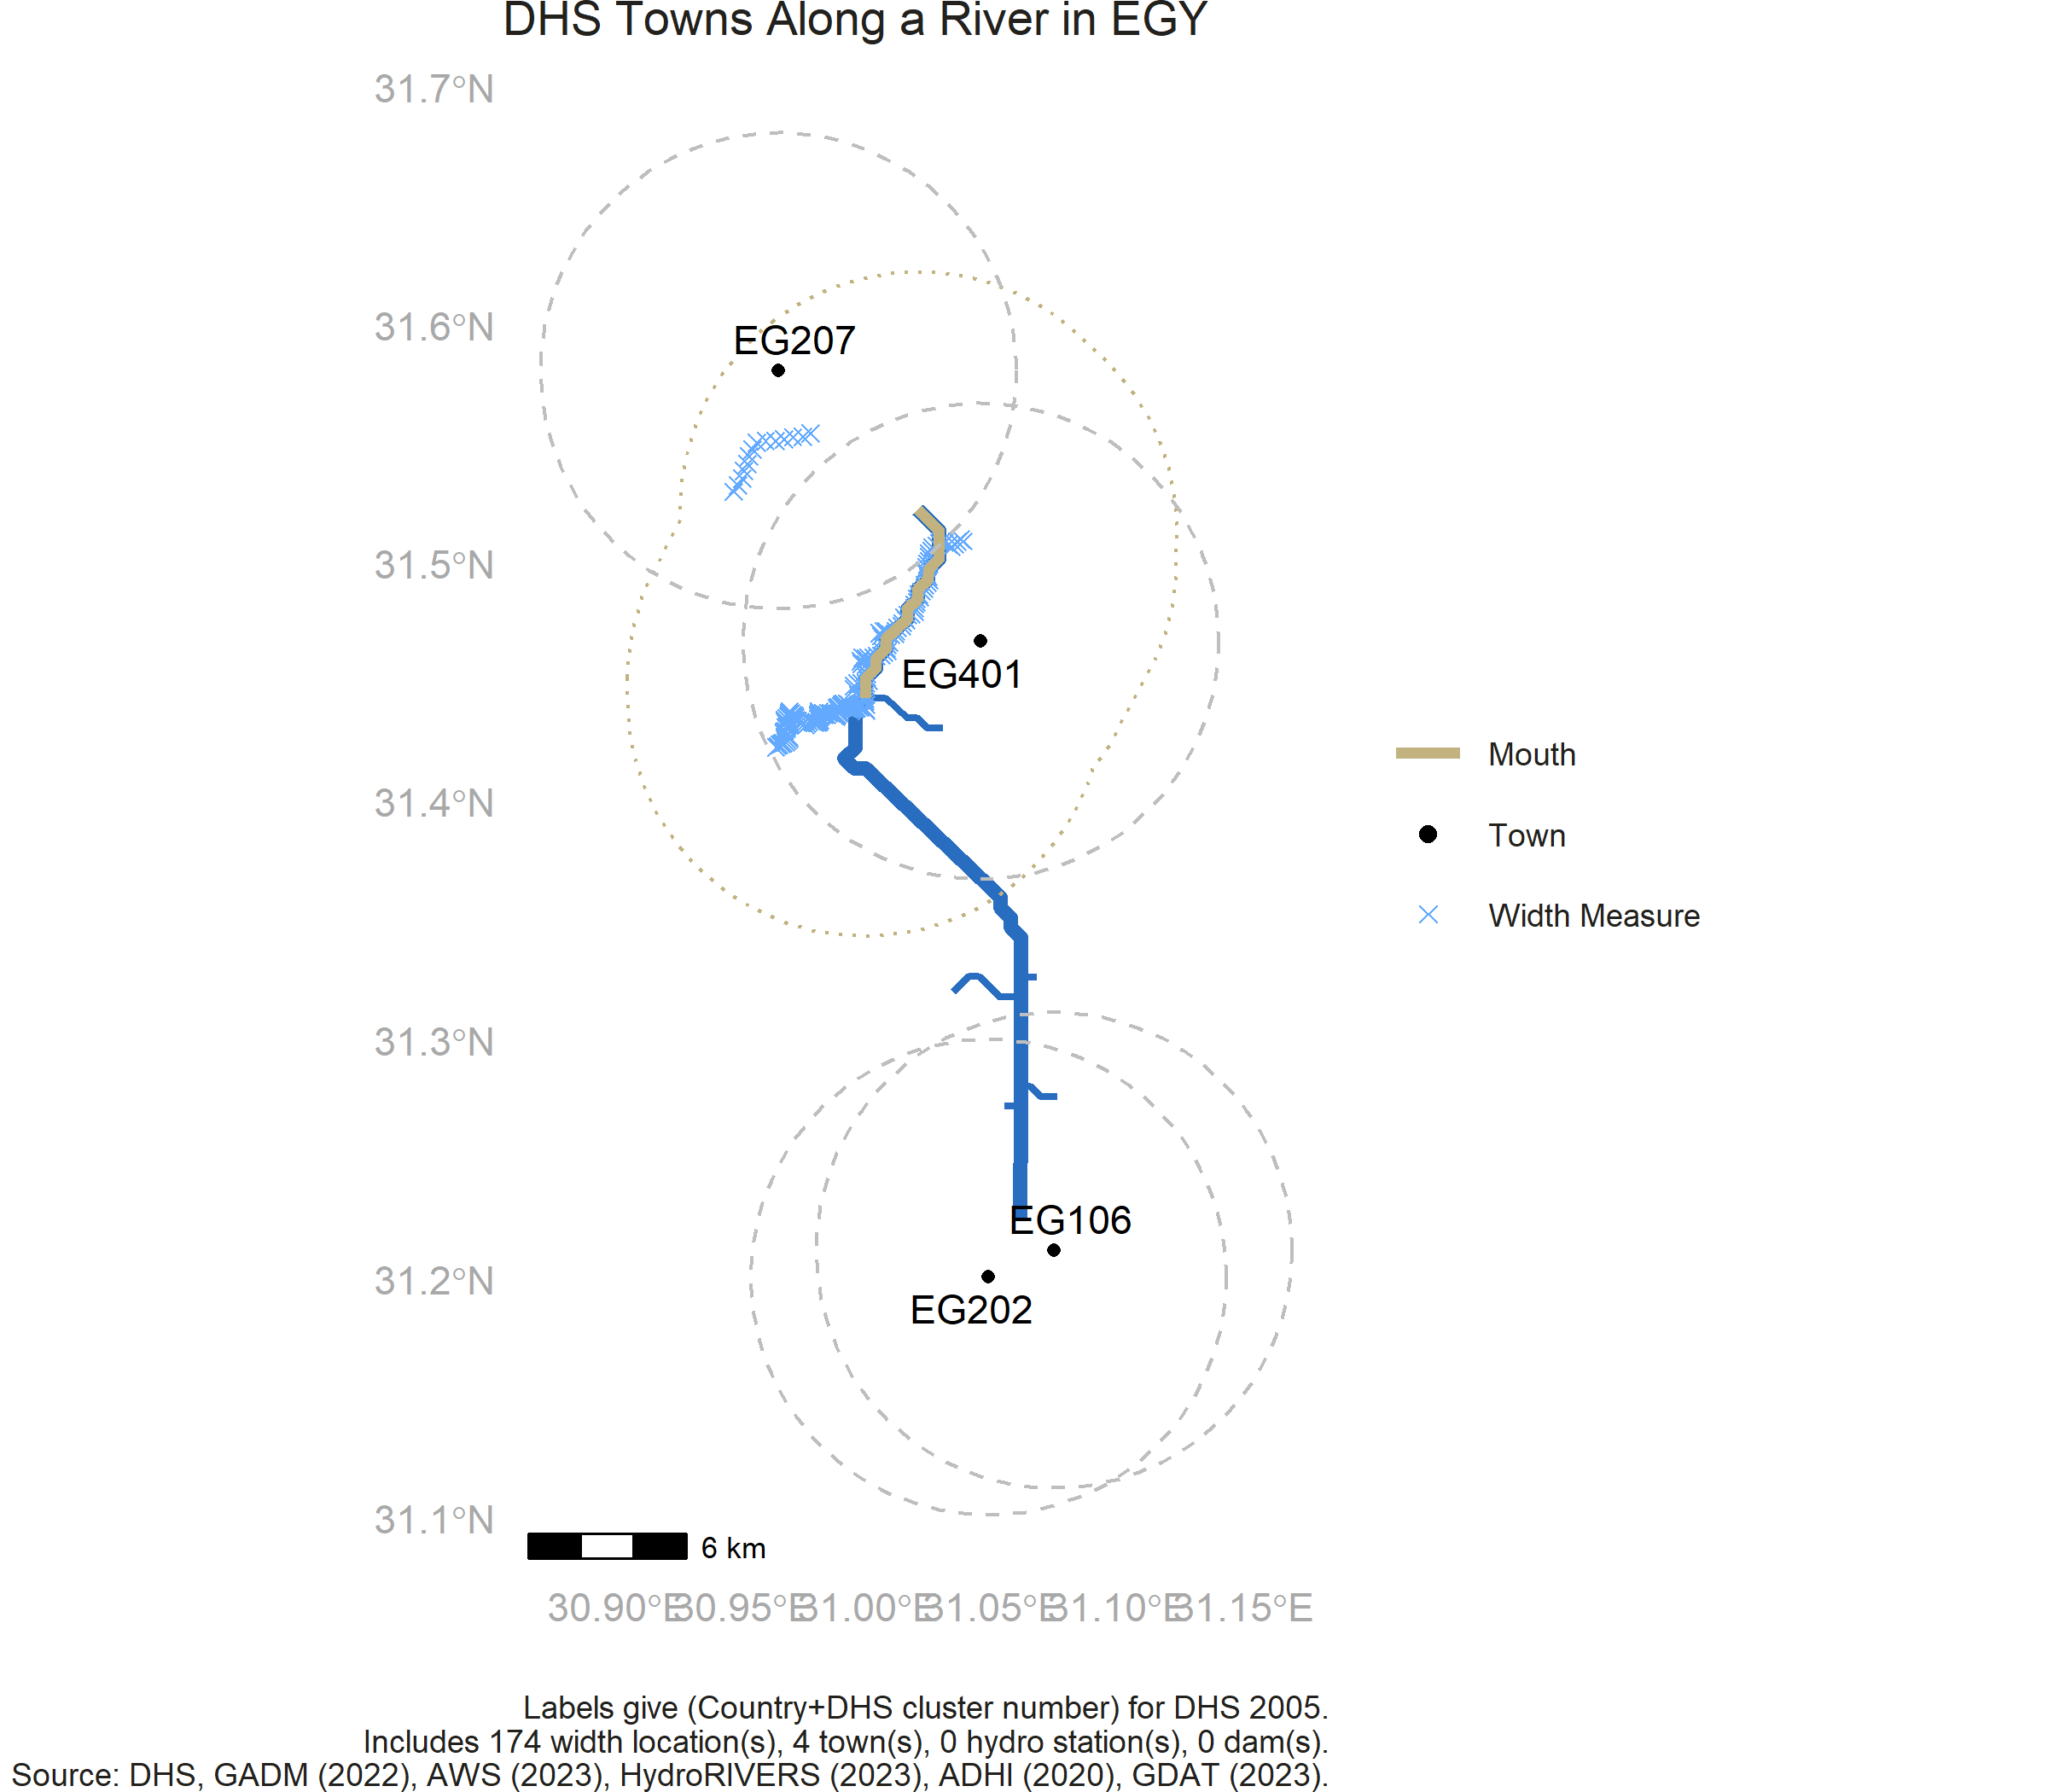 DHS Towns Along a River in EGY
31.7°N
31.6°N
EG207
31.5°N
EG401
Mouth
31.4°N
Town
Width Measure
31.3°N
EG106
31.2°N
EG202
31.1°N
6 km
30.90°E 30.95°E 31.00°E 31.05°E 31.10°E 31.15°E
Labels give (Country+DHS cluster number) for DHS 2005.
Includes 174 width location(s), 4 town(s), 0 hydro station(s), 0 dam(s).
Source: DHS, GADM (2022), AWS (2023), HydroRIVERS (2023), ADHI (2020), GDAT (2023).